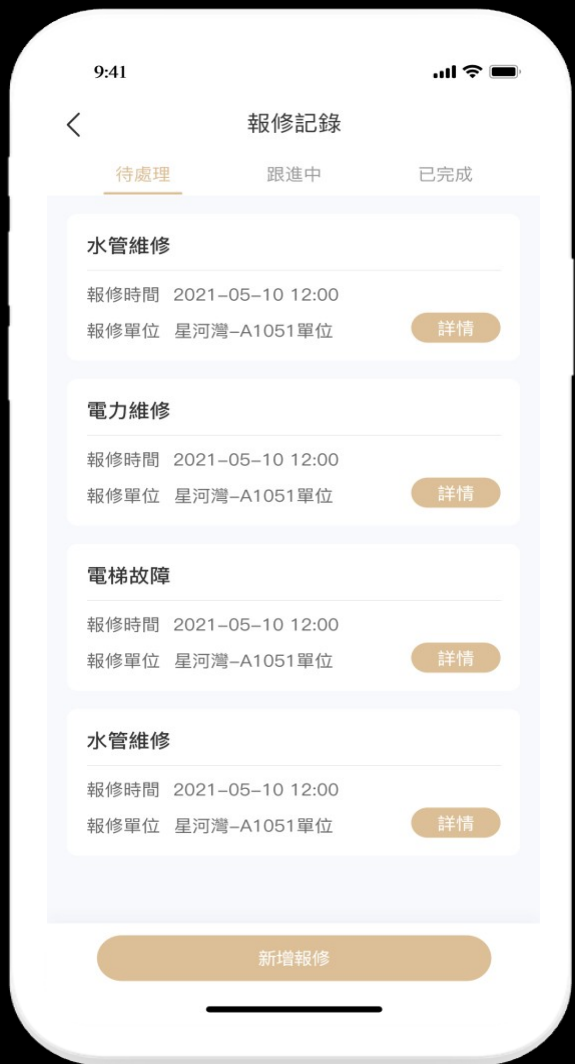 9:41
報修記錄
待處理 跟進中 已完成
水管維修
報修時間 2021-05-10 12:00
報修單位 星河灣-A1051單位 詳情
電力維修
報修時間 2021-05-10 12:00
報修單位 星河灣-A1051單位 詳情
電梯故障
報修時間 2021-05-10 12:00
報修單位 星河灣-A1051單位 詳情
水管維修
報修時間 2021-05-10 12:00
報修單位 星河灣-A1051單位 詳情
新增報修